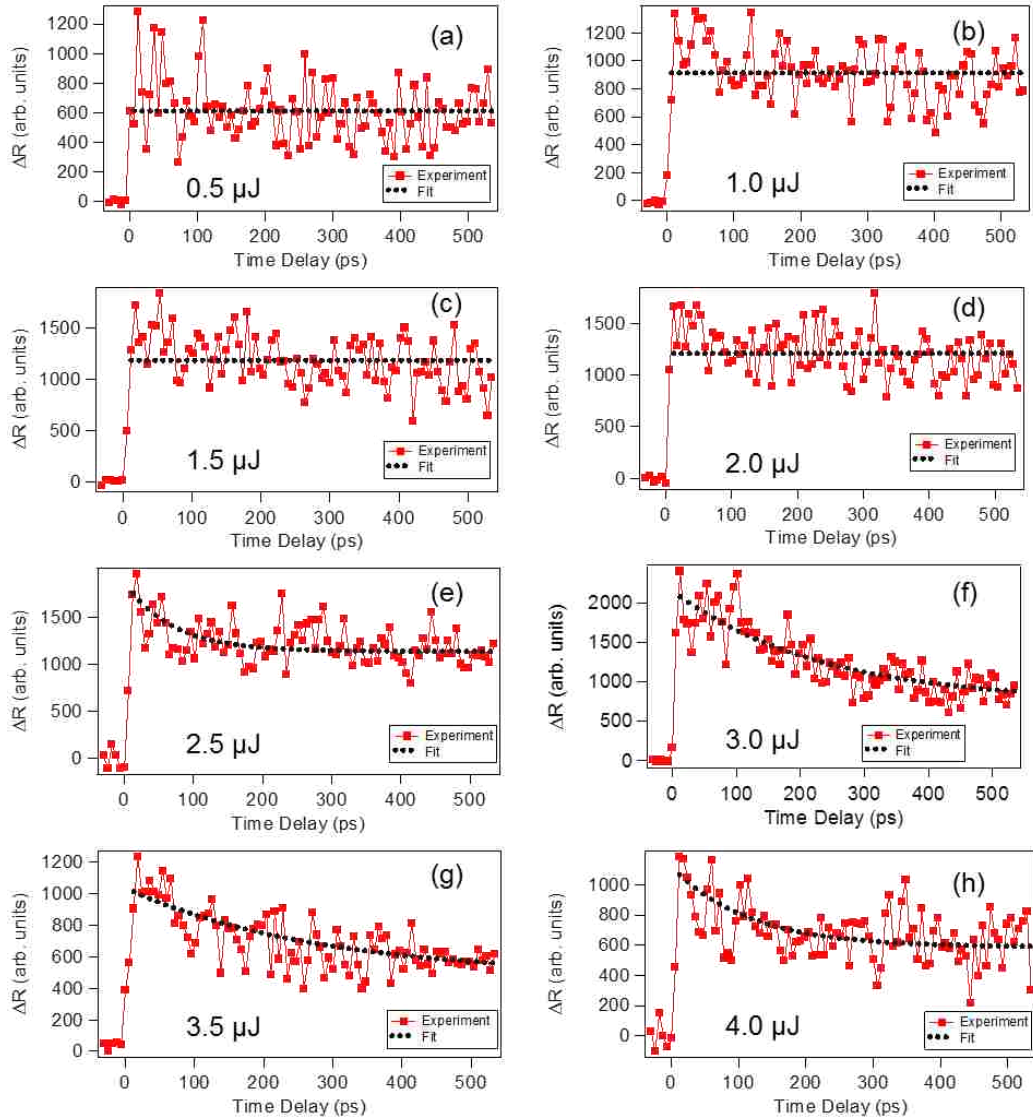 (a)
ΔR (arb. units)
1200
1000
800
600
400
200
0
0.5 µJ
Experiment
Fit
0 100 200 300 400 500
Time Delay (ps)
(b)
ΔR (arb. units)
1200
1000
800
600
400
200
0
1.0 µJ
Experiment
Fit
0 100 200 300 400 500
Time Delay (ps)
(c)
ΔR (arb. units)
1500
1000
500
0
1.5 µJ
Experiment
Fit
0 100 200 300 400 500
Time Delay (ps)
(d)
ΔR (arb. units)
1500
1000
500
0
2.0 µJ
Experiment
Fit
0 100 200 300 400 500
Time Delay (ps)
(e)
ΔR (arb. units)
1500
1000
500
0
2.5 µJ
Experiment
Fit
0 100 200 300 400 500
Time Delay (ps)
(f)
ΔR (arb. units)
2000
1500
1000
500
0
3.0 µJ
Experiment
Fit
0 100 200 300 400 500
Time Delay (ps)
(g)
ΔR (arb. units)
1200
1000
800
600
400
200
0
3.5 µJ
Experiment
Fit
0 100 200 300 400 500
Time Delay (ps)
(h)
ΔR (arb. units)
1000
800
600
400
200
0
4.0 µJ
Experiment
Fit
0 100 200 300 400 500
Time Delay (ps)